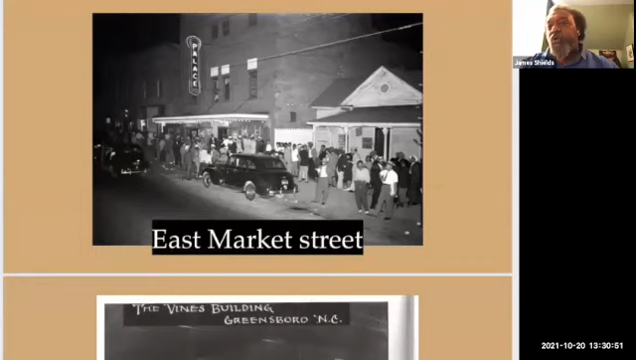 PALACE
East Market street
THE VINES BUILDING
GREENSBORO N.C.
James Shields
2021-10-20 13:30:51